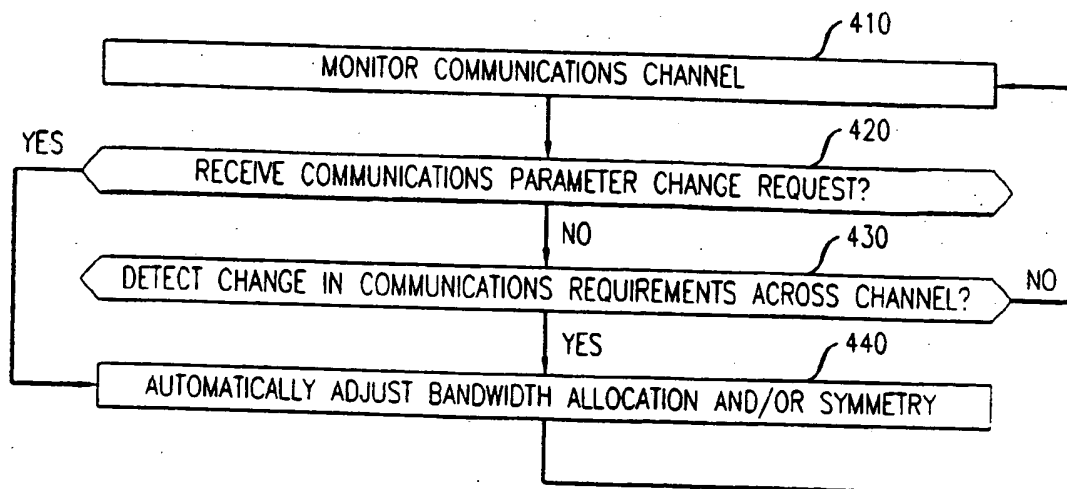 410
MONITOR COMMUNICATIONS CHANNEL
YES
420
RECEIVE COMMUNICATIONS PARAMETER CHANGE REQUEST?
NO
430
DETECT CHANGE IN COMMUNICATIONS REQUIREMENTS ACROSS CHANNEL?
NO
YES
440
AUTOMATICALLY ADJUST BANDWIDTH ALLOCATION AND/OR SYMMETRY